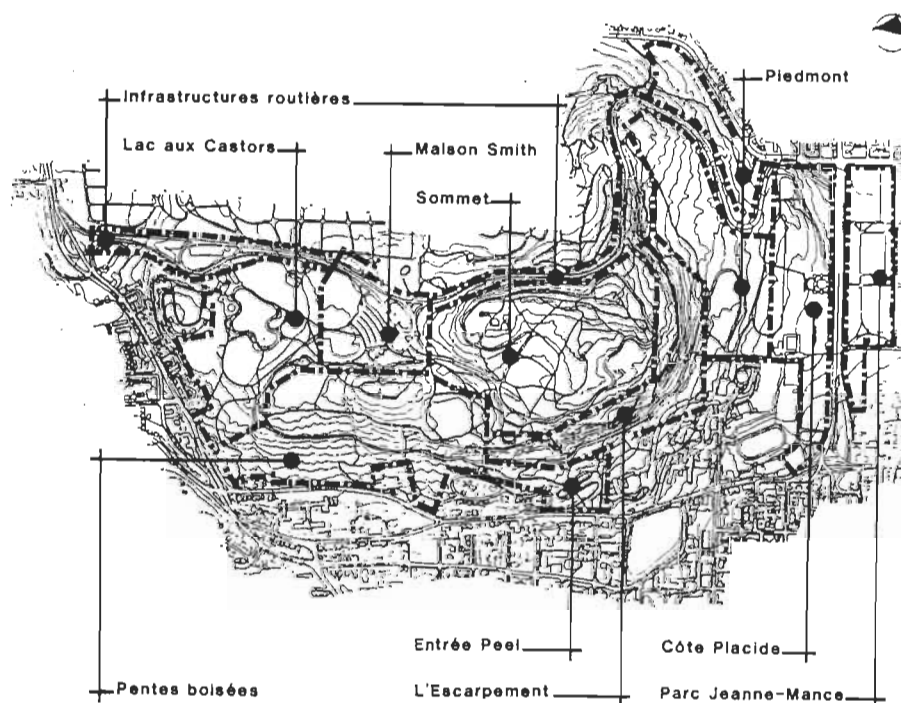 Piedmont
Infrastructures routières
Lac aux Castors
Maison Smith
Sommet
Entrée Peel
Côte Placide
Pentes boisées
L'Escarpement
Parc Jeanne-Mance